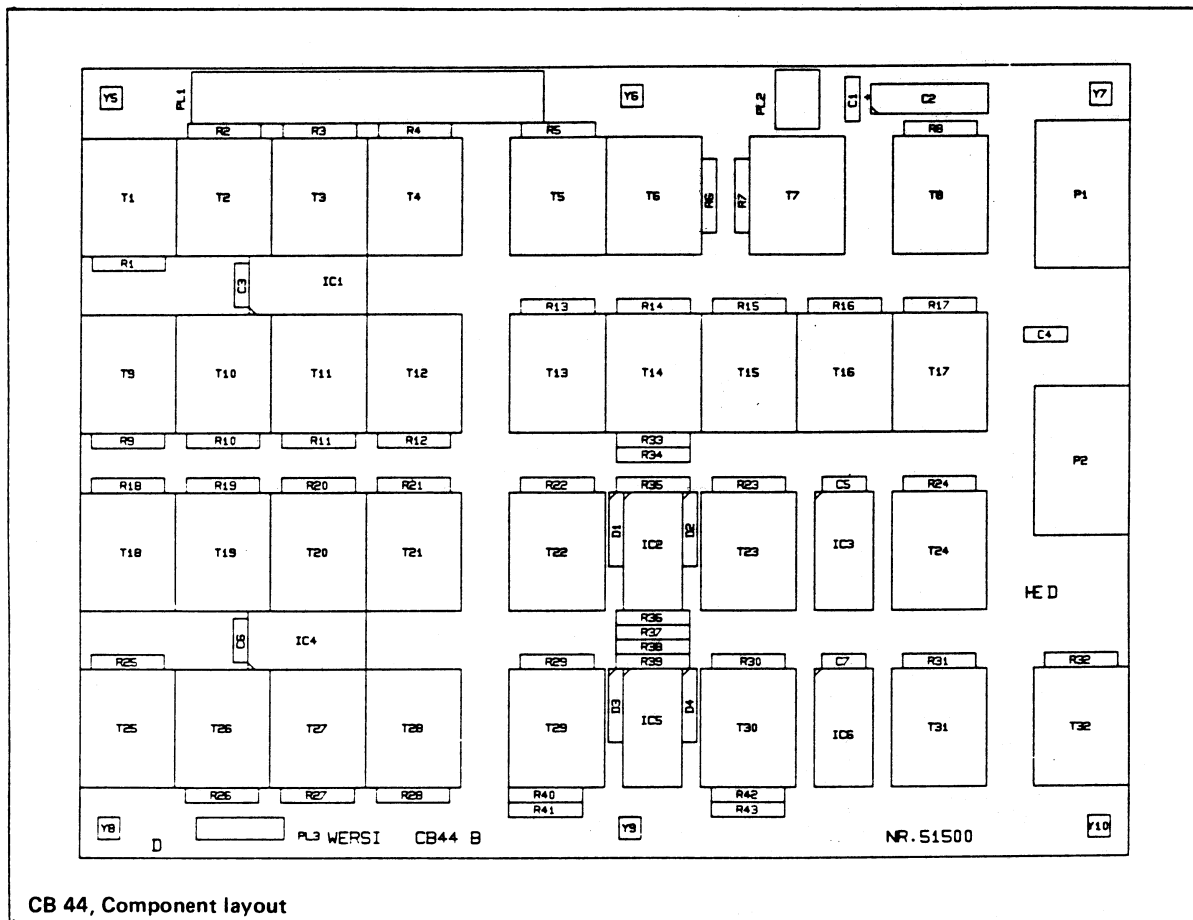 Y5 PL1 Y6 PL2 C1 + C2 Y7
R2 R3 R4 R5 R8
T1 T2 T3 T4 T5 T6 R6 R7 T7 T8 P1
R1 C3 IC1
R13 R14 R15 R16 R17
C4
T9 T10 T11 T12 T13 T14 T15 T16 T17
R9 R10 R11 R12 R33
R34
P2
R18 R19 R20 R21 R22 R35 R23 C5 R24
T18 T19 T20 T21 T22 D1 IC2 D2 T23 IC3 T24
HED
R36
R37
C6 IC4
R38
R25 R29 R39 R30 C7 R31 R32
T25 T26 T27 T28 T29 D3 IC5 D4 T30 IC6 T31 T32
R26 R27 R28 R40 R42
R41 R43
Y8 D PL3 WERSI CB44 B Y9 NR.51500 Y10
CB 44, Component layout